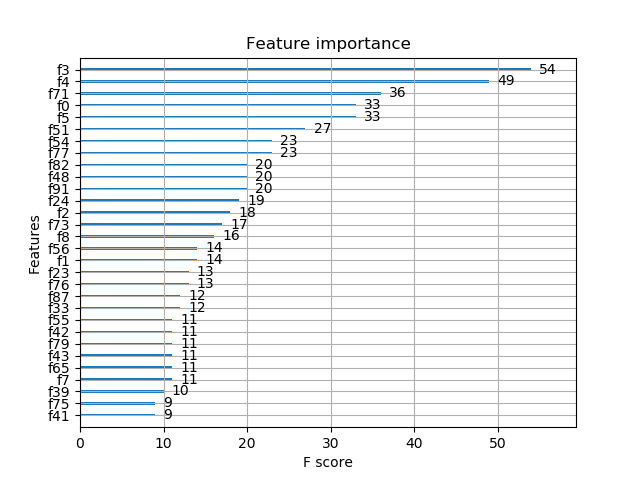 Feature importance
Features
f3 54
f4 49
f71 36
f0 33
f5 33
f51 27
f54 23
f77 23
f82 20
f48 20
f91 20
f24 19
f2 18
f73 17
f8 16
f56 14
f1 14
f23 13
f76 13
f87 12
f33 12
f55 11
f42 11
f79 11
f43 11
f65 11
f7 11
f39 10
f75 9
f41 9
0 10 20 30 40 50
F score